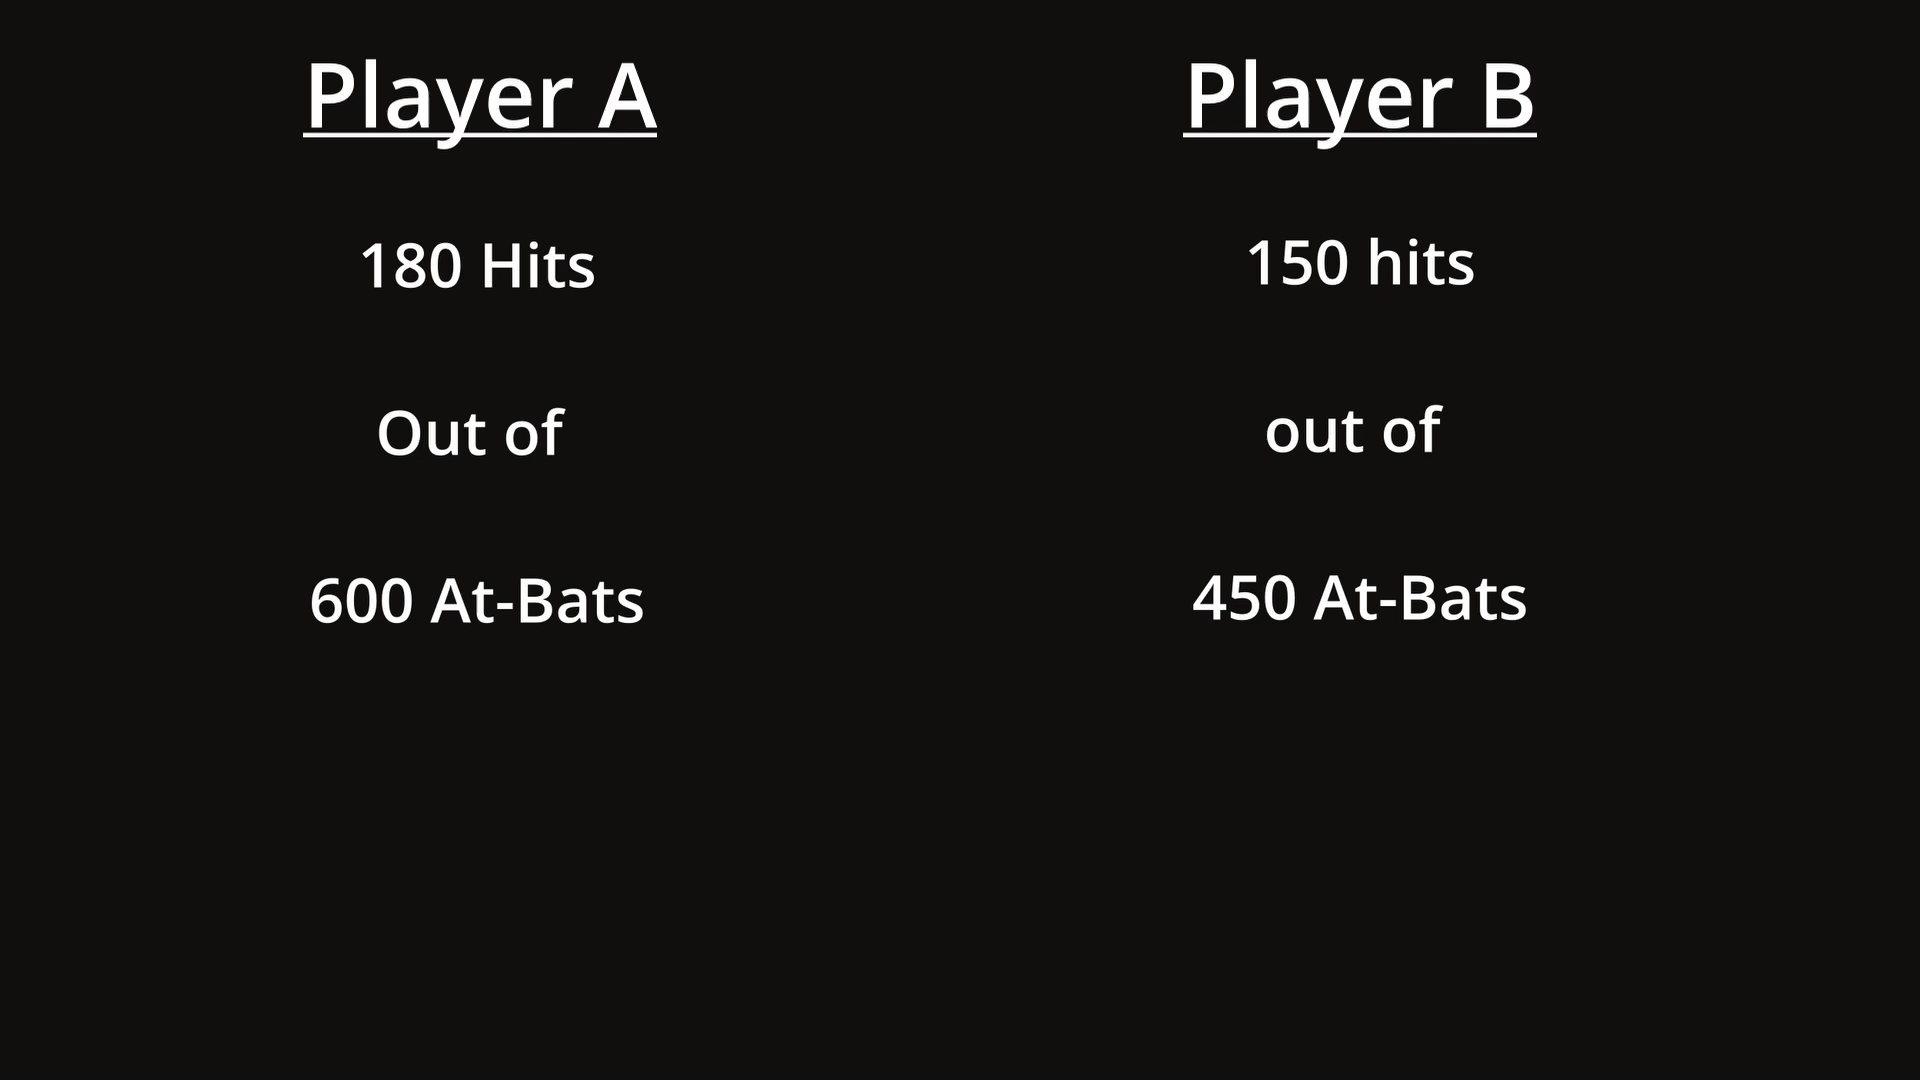 Player A
180 Hits
Out of
600 At-Bats
Player B
150 hits
out of
450 At-Bats